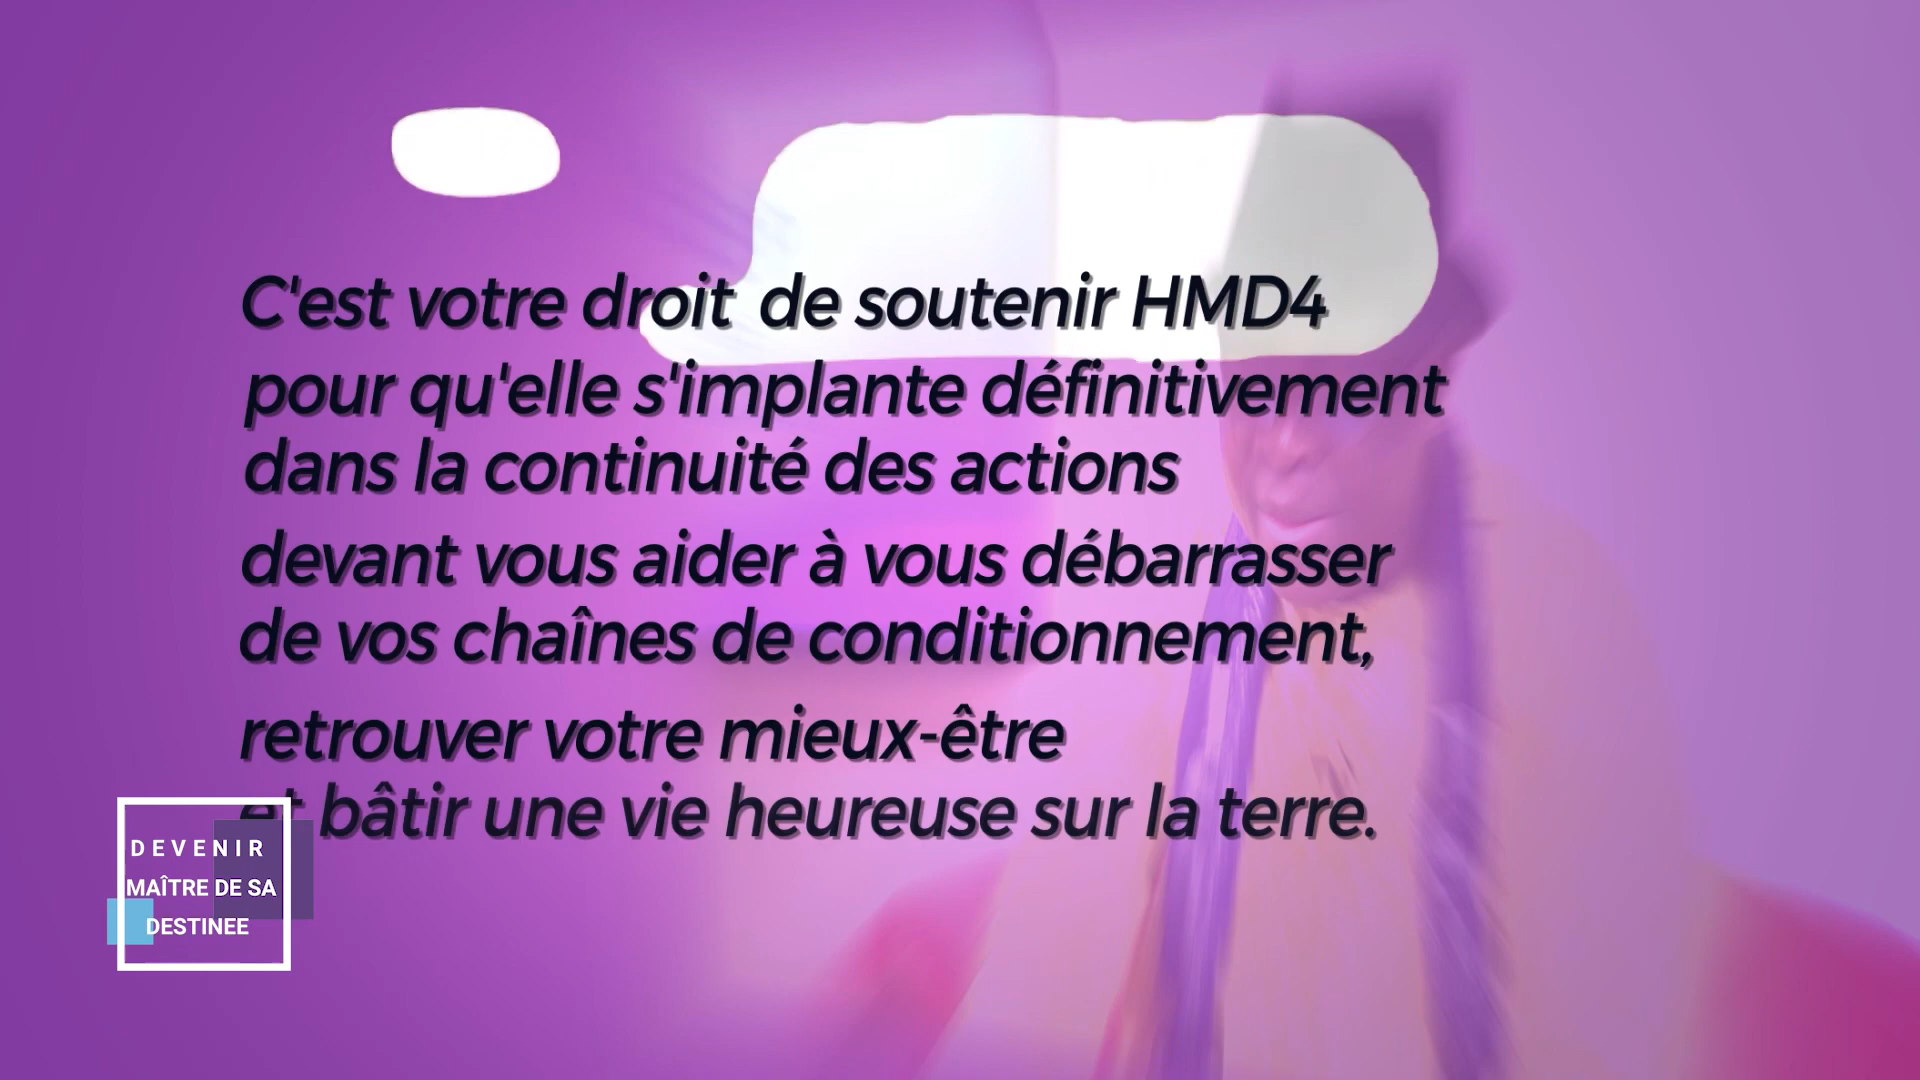 C'est votre droit de soutenir HMD4
pour qu'elle s'implante définitivement
dans la continuité des actions
devant vous aider à vous débarrasser
de vos chaînes de conditionnement,
retrouver votre mieux-être
et bâtir une vie heureuse sur la terre.
DEVENIR
MAÎTRE DE SA
DESTINEE